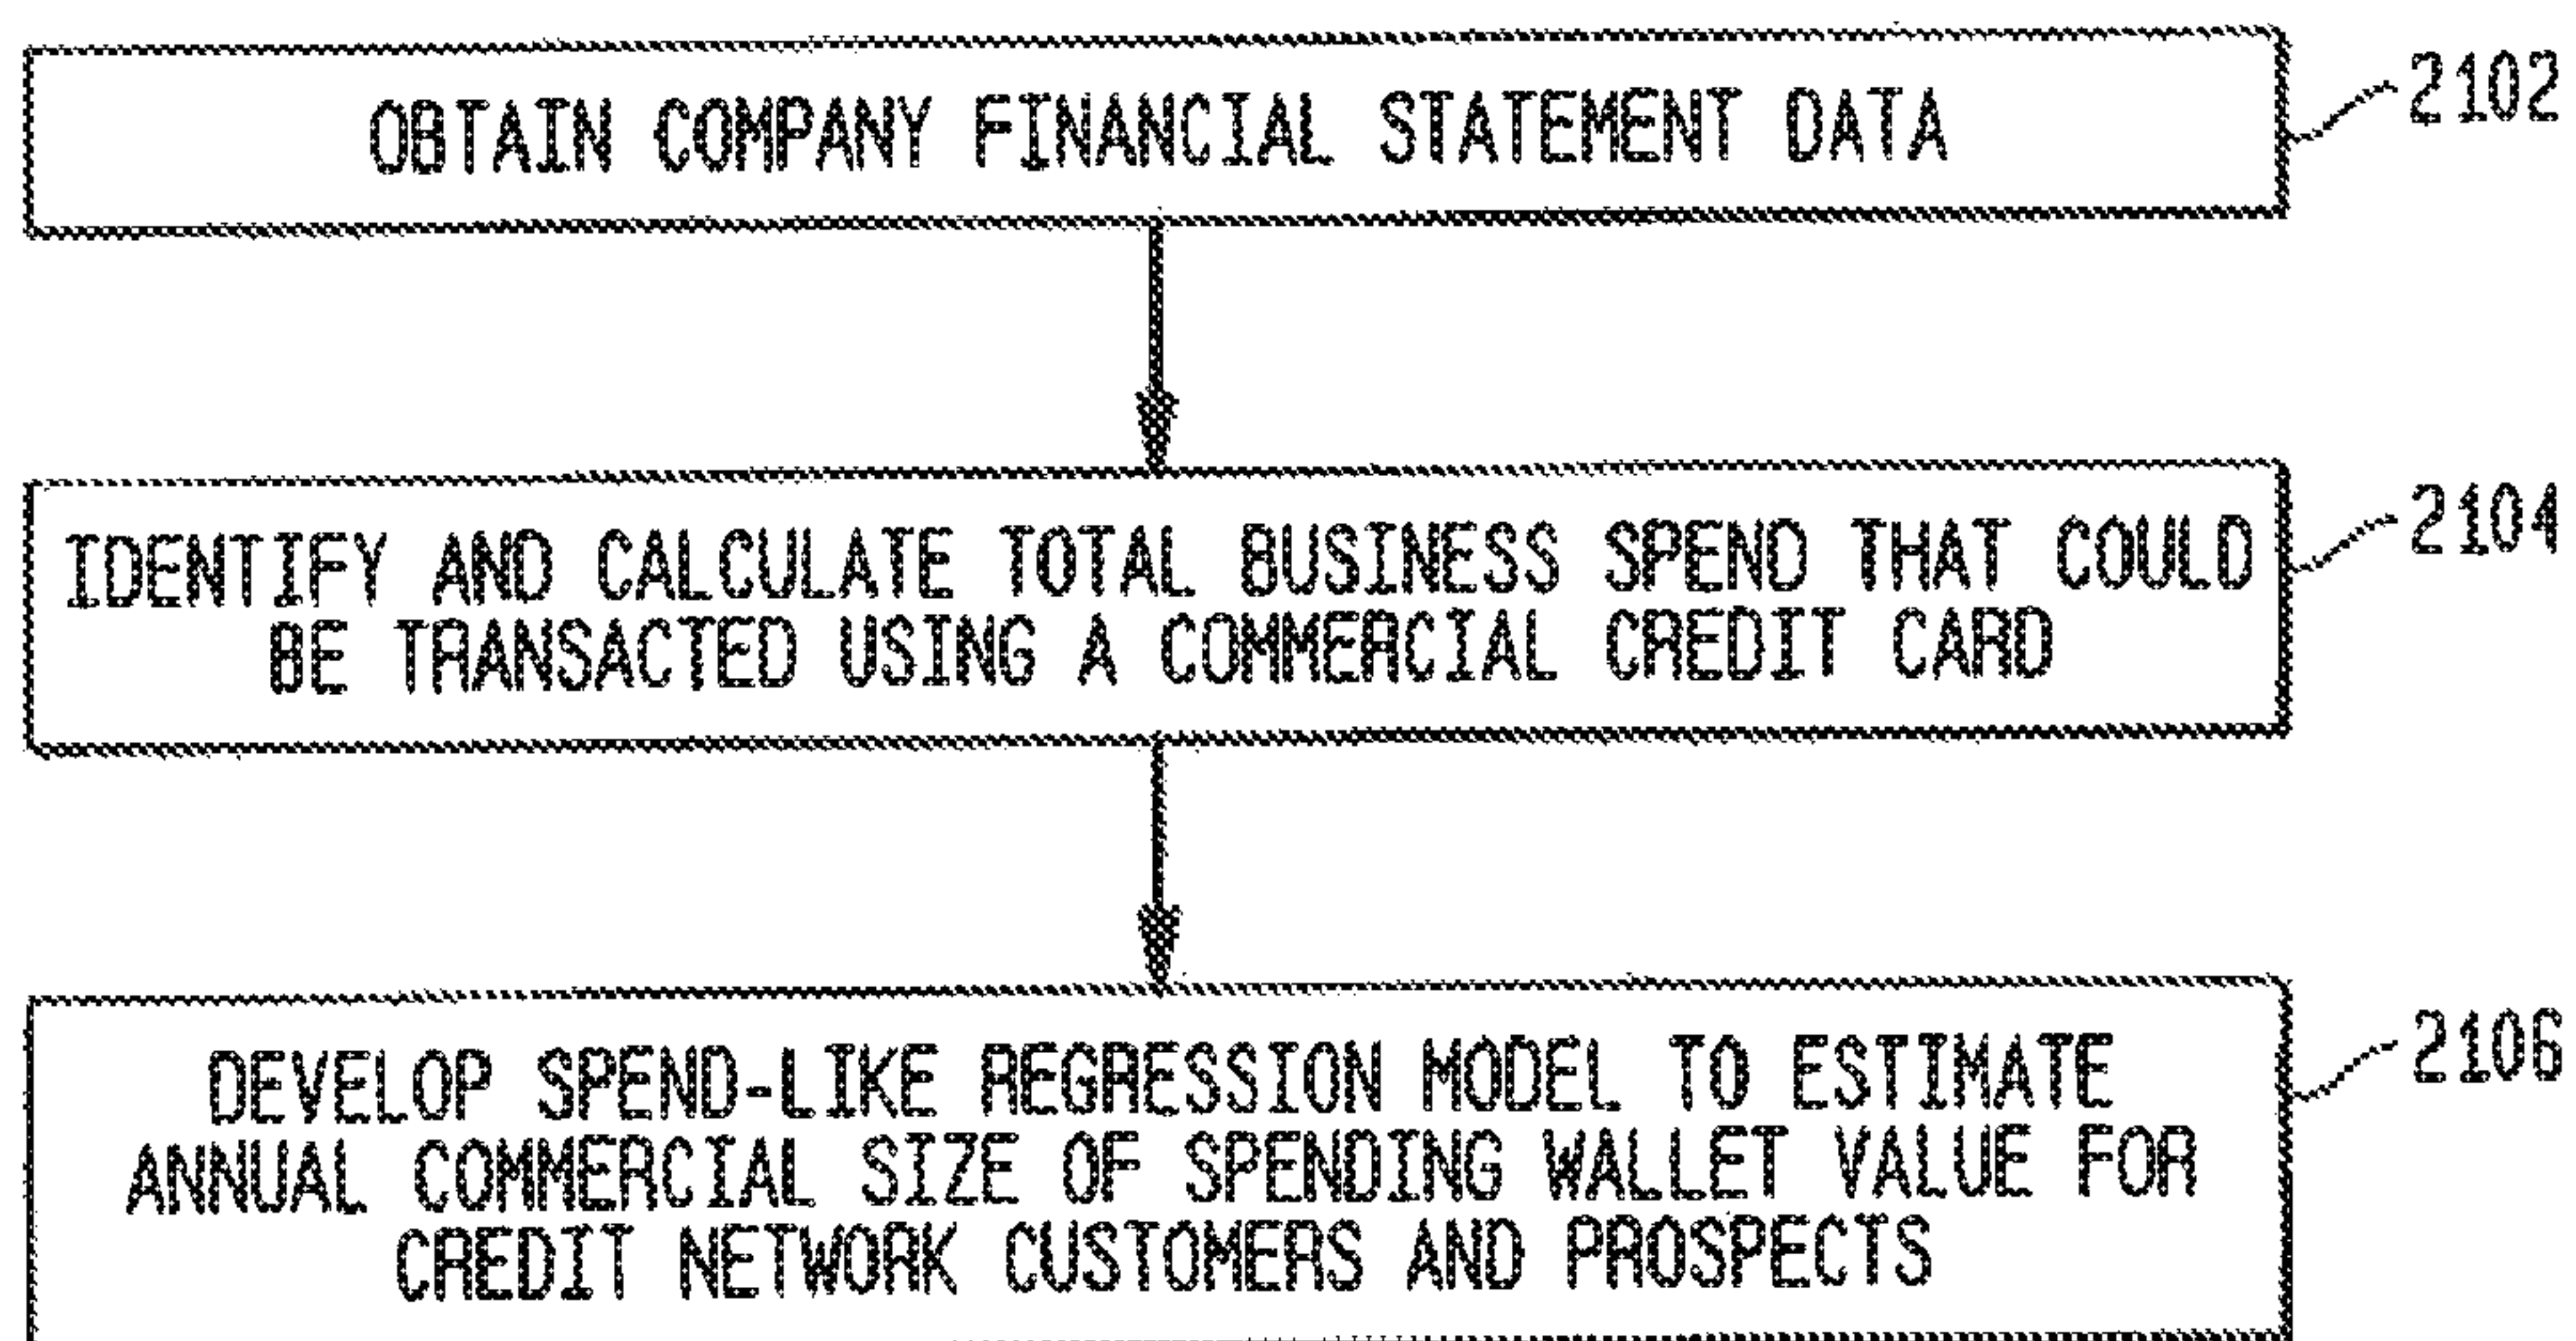 OBTAIN COMPANY FINANCIAL STATEMENT DATA
2102
IDENTIFY AND CALCULATE TOTAL BUSINESS SPEND THAT COULD
BE TRANSACTED USING A COMMERCIAL CREDIT CARD
2104
DEVELOP SPEND-LIKE REGRESSION MODEL TO ESTIMATE
ANNUAL COMMERCIAL SIZE OF SPENDING WALLET VALUE FOR
CREDIT NETWORK CUSTOMERS AND PROSPECTS
2106